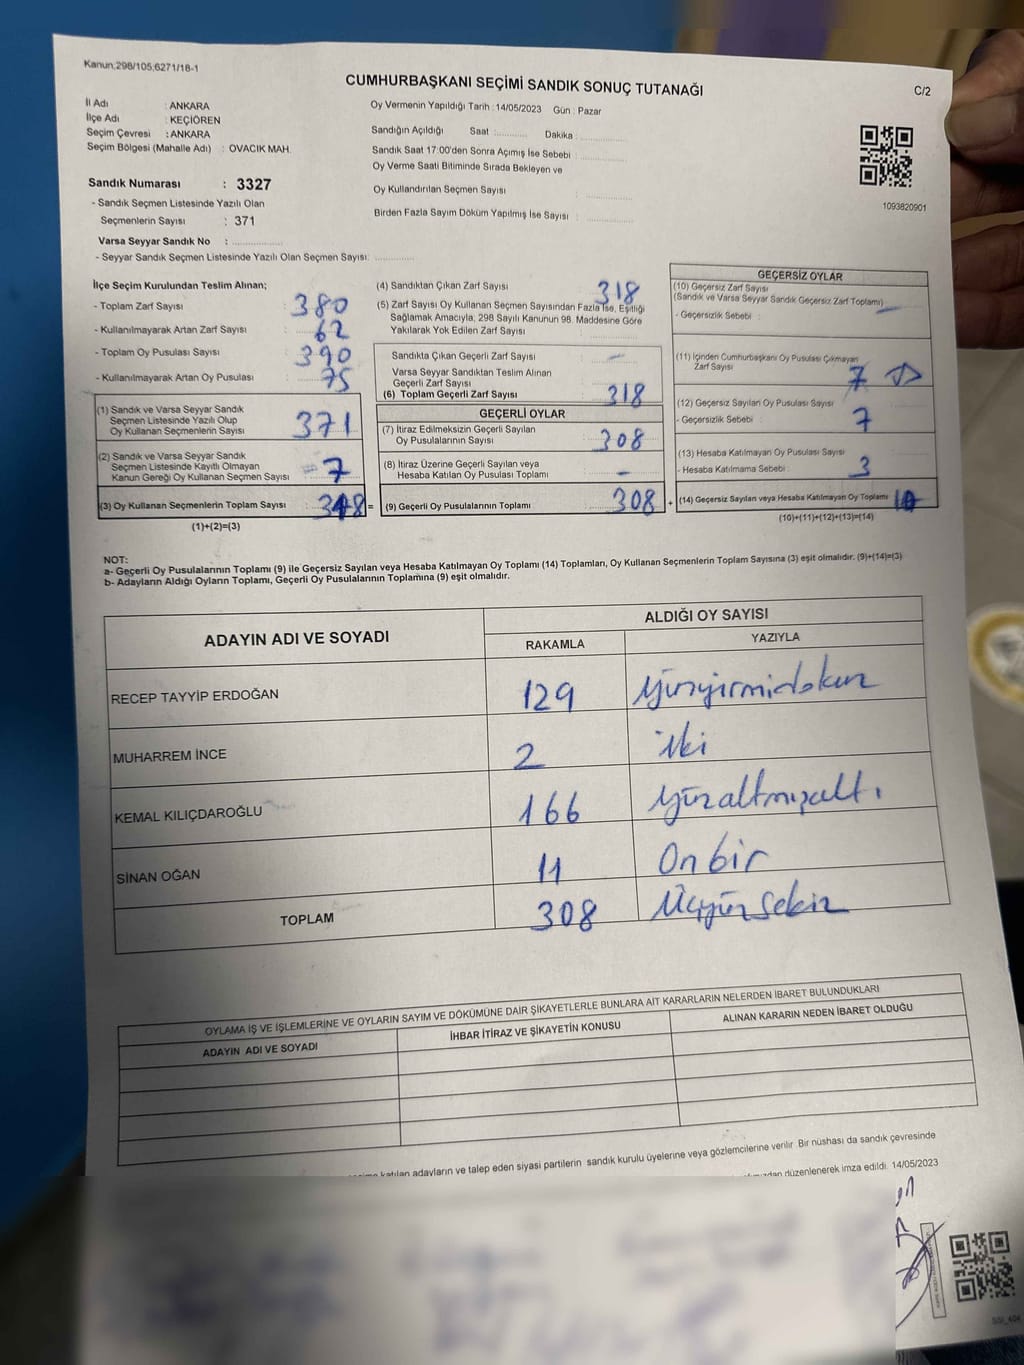 Kanun;298/105;6271/18-1
CUMHURBAŞKANI SEÇİMİ SANDIK SONUÇ TUTANAĞI
C/2
İl Adı : ANKARA
İlçe Adı : KEÇİÖREN
Seçim Çevresi : ANKARA
Seçim Bölgesi (Mahalle Adı) : OVACIK MAH.
Sandık Numarası : 3327
- Sandık Seçmen Listesinde Yazılı Olan
Seçmenlerin Sayısı : 371
Varsa Seyyar Sandık No :
- Seyyar Sandık Seçmen Listesinde Yazılı Olan Seçmen Sayısı:
Oy Vermenin Yapıldığı Tarih : 14/05/2023 Gün : Pazar
Sandığın Açıldığı Saat : Dakika :
Sandık Saat 17:00'den Sonra Açımış İse Sebebi :
Oy Verme Saati Bitiminde Sırada Bekleyen ve
Oy Kullandırılan Seçmen Sayısı :
Birden Fazla Sayım Döküm Yapılmış İse Sayısı :
1093820901
İlçe Seçim Kurulundan Teslim Alınan;
- Toplam Zarf Sayısı : 380
- Kullanılmayarak Artan Zarf Sayısı : 62
- Toplam Oy Pusulası Sayısı : 390
- Kullanılmayarak Artan Oy Pusulası : 75
(1) Sandık ve Varsa Seyyar Sandık
Seçmen Listesinde Yazılı Olup
Oy Kullanan Seçmenlerin Sayısı : 371
(2) Sandık ve Varsa Seyyar Sandık
Seçmen Listesinde Kayıtlı Olmayan
Kanun Gereği Oy Kullanan Seçmen Sayısı : 7
(3) Oy Kullanan Seçmenlerin Toplam Sayısı : =
(1)+(2)=(3)
(4) Sandıktan Çıkan Zarf Sayısı : 318
(5) Zarf Sayısı Oy Kullanan Seçmen Sayısından Fazla İse, Eşitliği
Sağlamak Amacıyla; 298 Sayılı Kanunun 98. Maddesine Göre
Yakılarak Yok Edilen Zarf Sayısı :
Sandıkta Çıkan Geçerli Zarf Sayısı : -
Varsa Seyyar Sandıktan Teslim Alınan
Geçerli Zarf Sayısı :
(6) Toplam Geçerli Zarf Sayısı : 318
GEÇERLİ OYLAR
(7) İtiraz Edilmeksizin Geçerli Sayılan
Oy Pusulalarının Sayısı : 308
(8) İtiraz Üzerine Geçerli Sayılan veya
Hesaba Katılan Oy Pusulası Toplamı : -
(9) Geçerli Oy Pusulalarının Toplamı : 308 +
GEÇERSİZ OYLAR
(10) Geçersiz Zarf Sayısı
(Sandık ve Varsa Seyyar Sandık Geçersiz Zarf Toplamı) : -
- Geçersizlik Sebebi :
(11) İçinden Cumhurbaşkanı Oy Pusulası Çıkmayan
Zarf Sayısı : 7
(12) Geçersiz Sayılan Oy Pusulası Sayısı :
- Geçersizlik Sebebi : 7
(13) Hesaba Katılmayan Oy Pusulası Sayısı :
- Hesaba Katılmama Sebebi : 3
(14) Geçersiz Sayılan veya Hesaba Katılmayan Oy Toplamı : 10
(10)+(11)+(12)+(13)=(14)
NOT:
a- Geçerli Oy Pusulasının Toplamı (9) ile Geçersiz Sayılan veya Hesaba Katılmayan Oy Toplamı (14) Toplamları, Oy Kullanan Seçmenlerin Toplam Sayısına (3) eşit olmalıdır. (9)+(14)=(3)
b- Adayların Aldığı Oyların Toplamı, Geçerli Oy Pusulalarının Toplamına (9) eşit olmalıdır.
ADAYIN ADI VE SOYADI
ALDIĞI OY SAYISI
RAKAMLA YAZIYLA
RECEP TAYYİP ERDOĞAN 129 Yüzyirmidokuz
MUHARREM İNCE 2 iki
KEMAL KILIÇDAROĞLU 166 Yüzaltmışaltı
SİNAN OĞAN 11 On bir
TOPLAM 308 Üçyüz sekiz
OYLAMA İŞ VE İŞLEMLERİNE VE OYLARIN SAYIM VE DÖKÜMÜNE DAİR ŞİKAYETLERLE BUNLARA AİT KARARLARIN NELERDEN İBARET BULUNDUKLARI
ADAYIN ADI VE SOYADI İHBAR İTİRAZ VE ŞİKAYETİN KONUSU ALINAN KARARIN NEDEN İBARET OLDUĞU
katılan adayların ve talep eden siyasi partilerin sandık kurulu üyelerine veya gözlemcilerine verilir. Bir nüshası da sandık çevresinde
düzenlenerek imza edildi. 14/05/2023